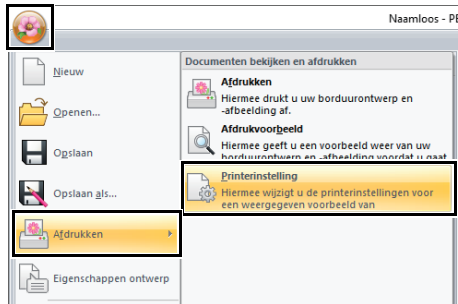 Naamloos - PE
Nieuw
Openen...
Opslaan
Opslaan als...
Afdrukken
Eigenschappen ontwerp
Documenten bekijken en afdrukken
Afdrukken
Hiermee drukt u uw borduurontwerp en
-afbeelding af.
Afdrukvoorbeeld
Hiermee geeft u een voorbeeld weer van uw
borduurontwerp en -afbeelding voordat u gaat
Printerinstelling
Hiermee wijzigt u de printerinstellingen voor
een weergegeven voorbeeld van